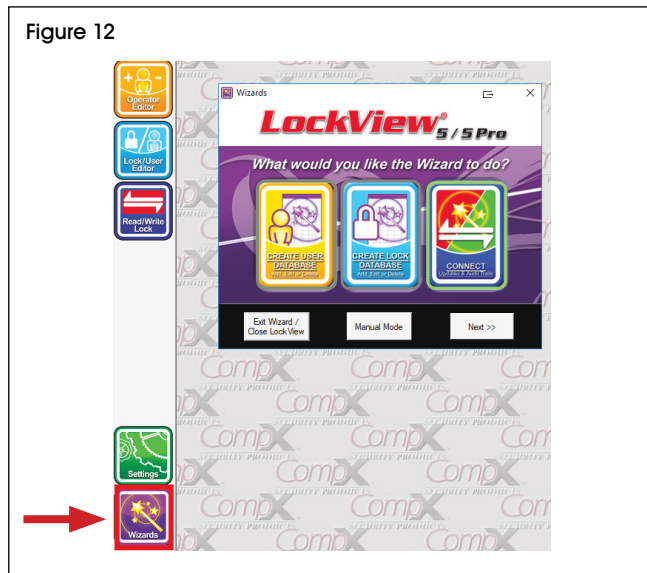 Figure 12
Operator
Editor
Lock/User
Editor
Read/Write
Lock
Settings
Wizards
Wizards
LockView®
5 / 5 Pro
What would you like the Wizard to do?
CREATE USER
DATABASE
Add, Edit or Delete
CREATE LOCK
DATABASE
Add, Edit or Delete
CONNECT
Updates & Audit Trails
Exit Wizard /
Close LockView
Manual Mode
Next >>
CompX
SECURITY PRODUCTS